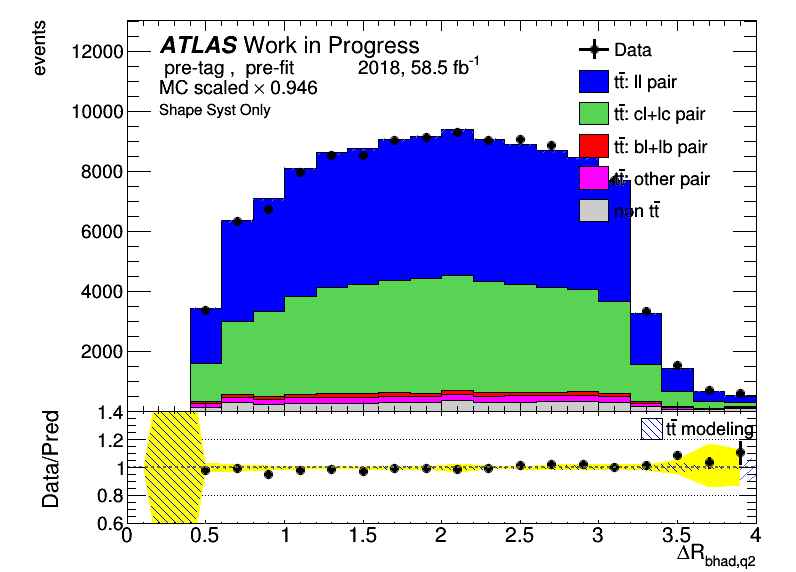 events
12000
10000
8000
6000
4000
2000
0
ATLAS Work in Progress
pre-tag , pre-fit 2018, 58.5 fb⁻¹
MC scaled × 0.946
Shape Syst Only
Data
tt̄: ll pair
tt̄: cl+lc pair
tt̄: bl+lb pair
tt̄: other pair
non tt̄
Data/Pred
1.4
1.2
1
0.8
0.6
tt̄ modeling
0 0.5 1 1.5 2 2.5 3 3.5 4
ΔR_bhad,q2